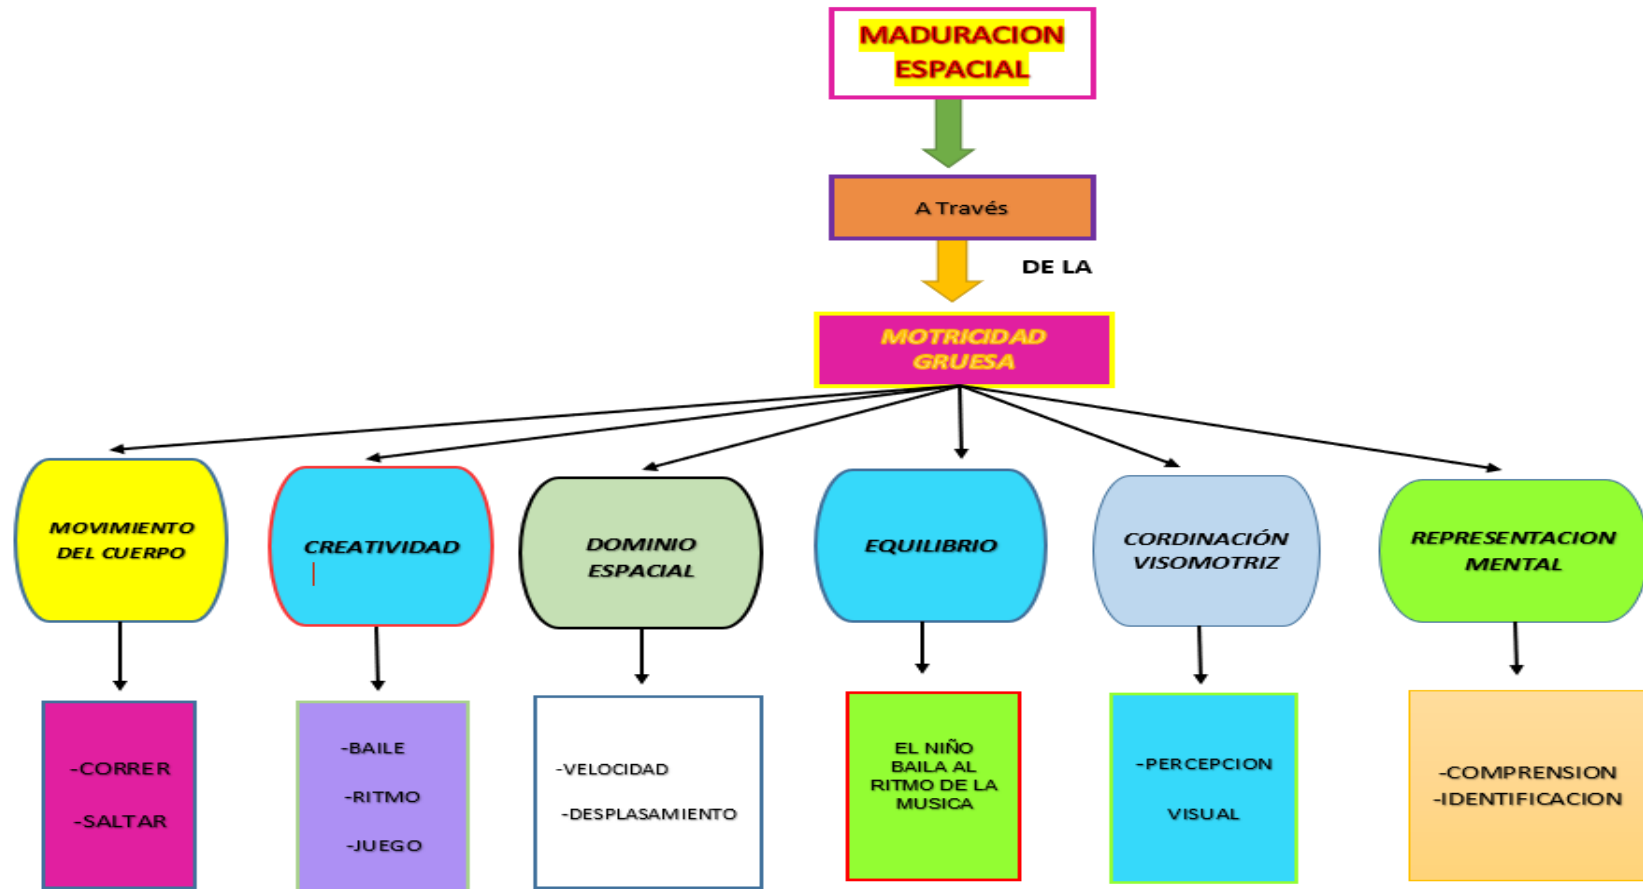 MADURACION
ESPACIAL
A Través
DE LA
MOTRICIDAD
GRUESA
MOVIMIENTO
DEL CUERPO
CREATIVIDAD
DOMINIO
ESPACIAL
EQUILIBRIO
CORDINACIÓN
VISOMOTRIZ
REPRESENTACION
MENTAL
-CORRER
-SALTAR
-BAILE
-RITMO
-JUEGO
-VELOCIDAD
-DESPLASAMIENTO
EL NIÑO
BAILA AL
RITMO DE LA
MUSICA
-PERCEPCION
VISUAL
-COMPRENSION
-IDENTIFICACION